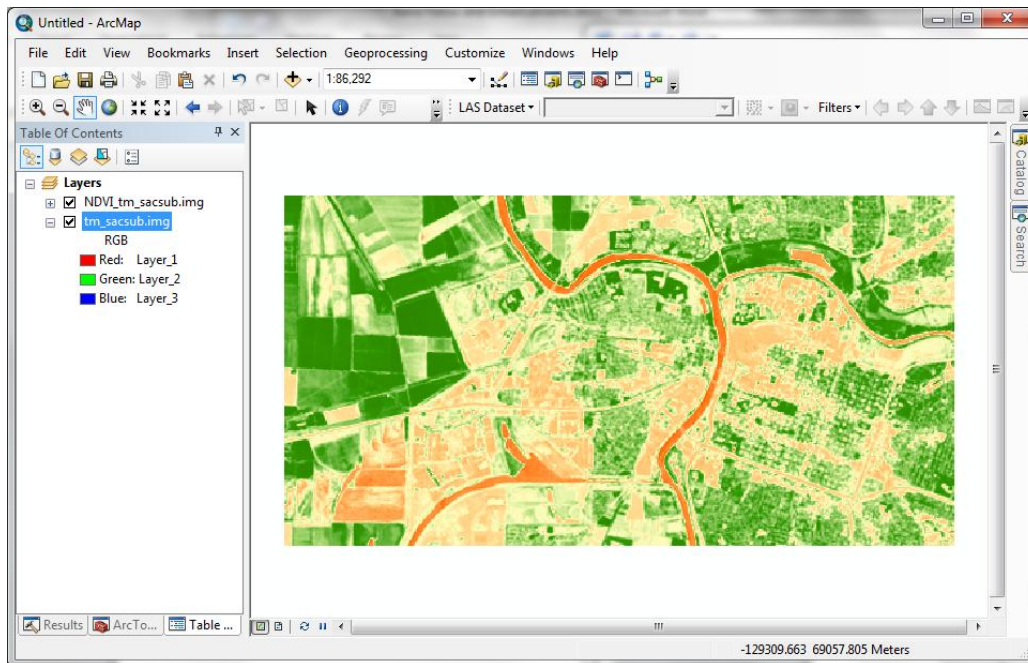 Untitled - ArcMap
File Edit View Bookmarks Insert Selection Geoprocessing Customize Windows Help
1:86,292
LAS Dataset Filters
Table Of Contents
Layers
NDVI_tm_sacsub.img
tm_sacsub.img
RGB
Red: Layer_1
Green: Layer_2
Blue: Layer_3
Catalog
Search
Results ArcTo... Table ...
-129309.663 69057.805 Meters